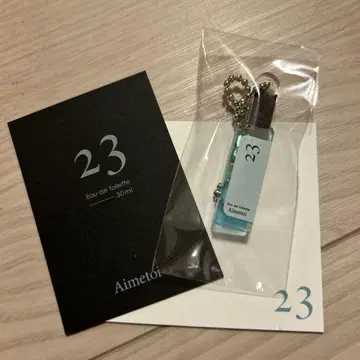 23
Eau de Toilette
30ml
Aimetoi
23
Eau de Toilette
Aimetoi
23